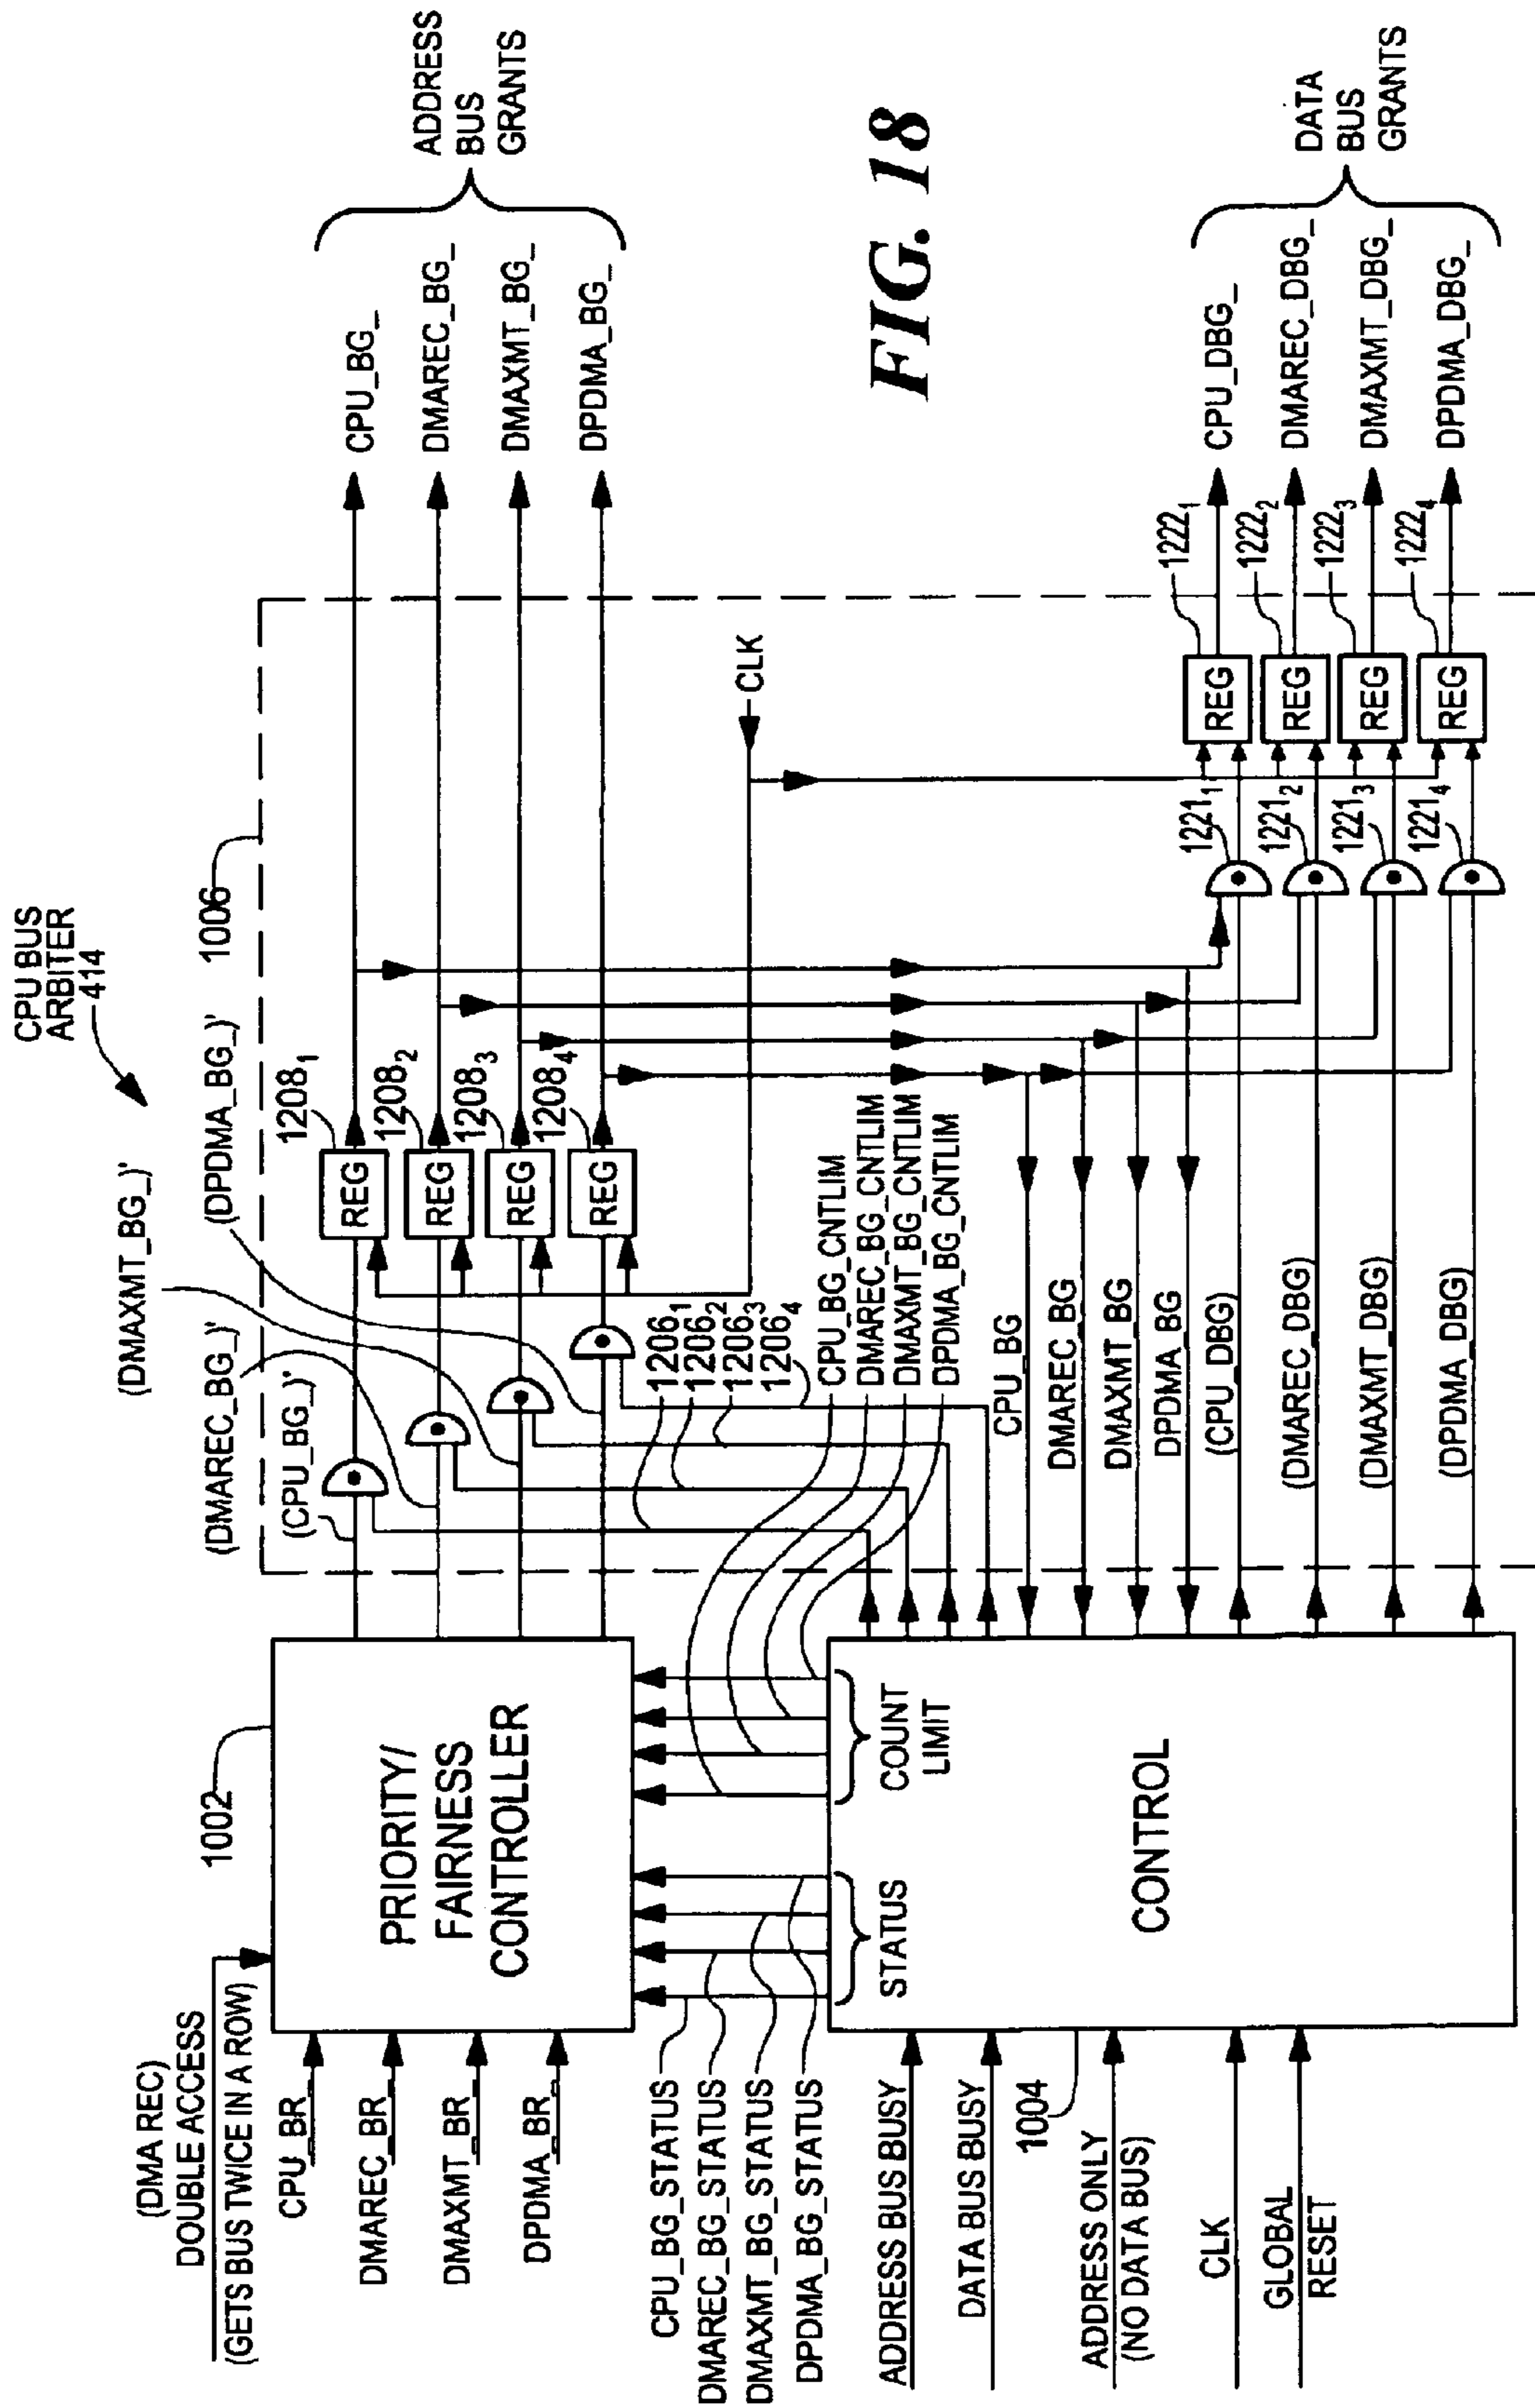 CPU BUS
ARBITER
414
1006
(DMAXMT_BG_)'
(DPDMA_BG_)'
(DMAREC_BG_)'
(CPU_BG_)'
1208₁
1208₂
1208₃
1208₄
REG
REG
REG
REG
CPU_BG_
DMAREC_BG_
DMAXMT_BG_
DPDMA_BG_
ADDRESS
BUS
GRANTS
(DMA REC)
DOUBLE ACCESS
(GETS BUS TWICE IN A ROW)
1002
PRIORITY/
FAIRNESS
CONTROLLER
CPU_BR_
DMAREC_BR_
DMAXMT_BR_
DPDMA_BR_
1206₁
1206₂
1206₃
1206₄
CPU_BG_CNTLIM
DMAREC_BG_CNTLIM
DMAXMT_BG_CNTLIM
DPDMA_BG_CNTLIM
CLK
FIG. 18
CPU_BG_STATUS
DMAREC_BG_STATUS
DMAXMT_BG_STATUS
DPDMA_BG_STATUS
STATUS
COUNT
LIMIT
ADDRESS BUS BUSY
DATA BUS BUSY
1004
ADDRESS ONLY
(NO DATA BUS)
CLK
GLOBAL
RESET
CONTROL
CPU_BG
DMAREC_BG
DMAXMT_BG
DPDMA_BG
(CPU_DBG)
(DMAREC_DBG)
(DMAXMT_DBG)
(DPDMA_DBG)
1221₁
1221₂
1221₃
1221₄
REG
REG
REG
REG
1222₁
1222₂
1222₃
1222₄
CPU_DBG_
DMAREC_DBG_
DMAXMT_DBG_
DPDMA_DBG_
DATA
BUS
GRANTS